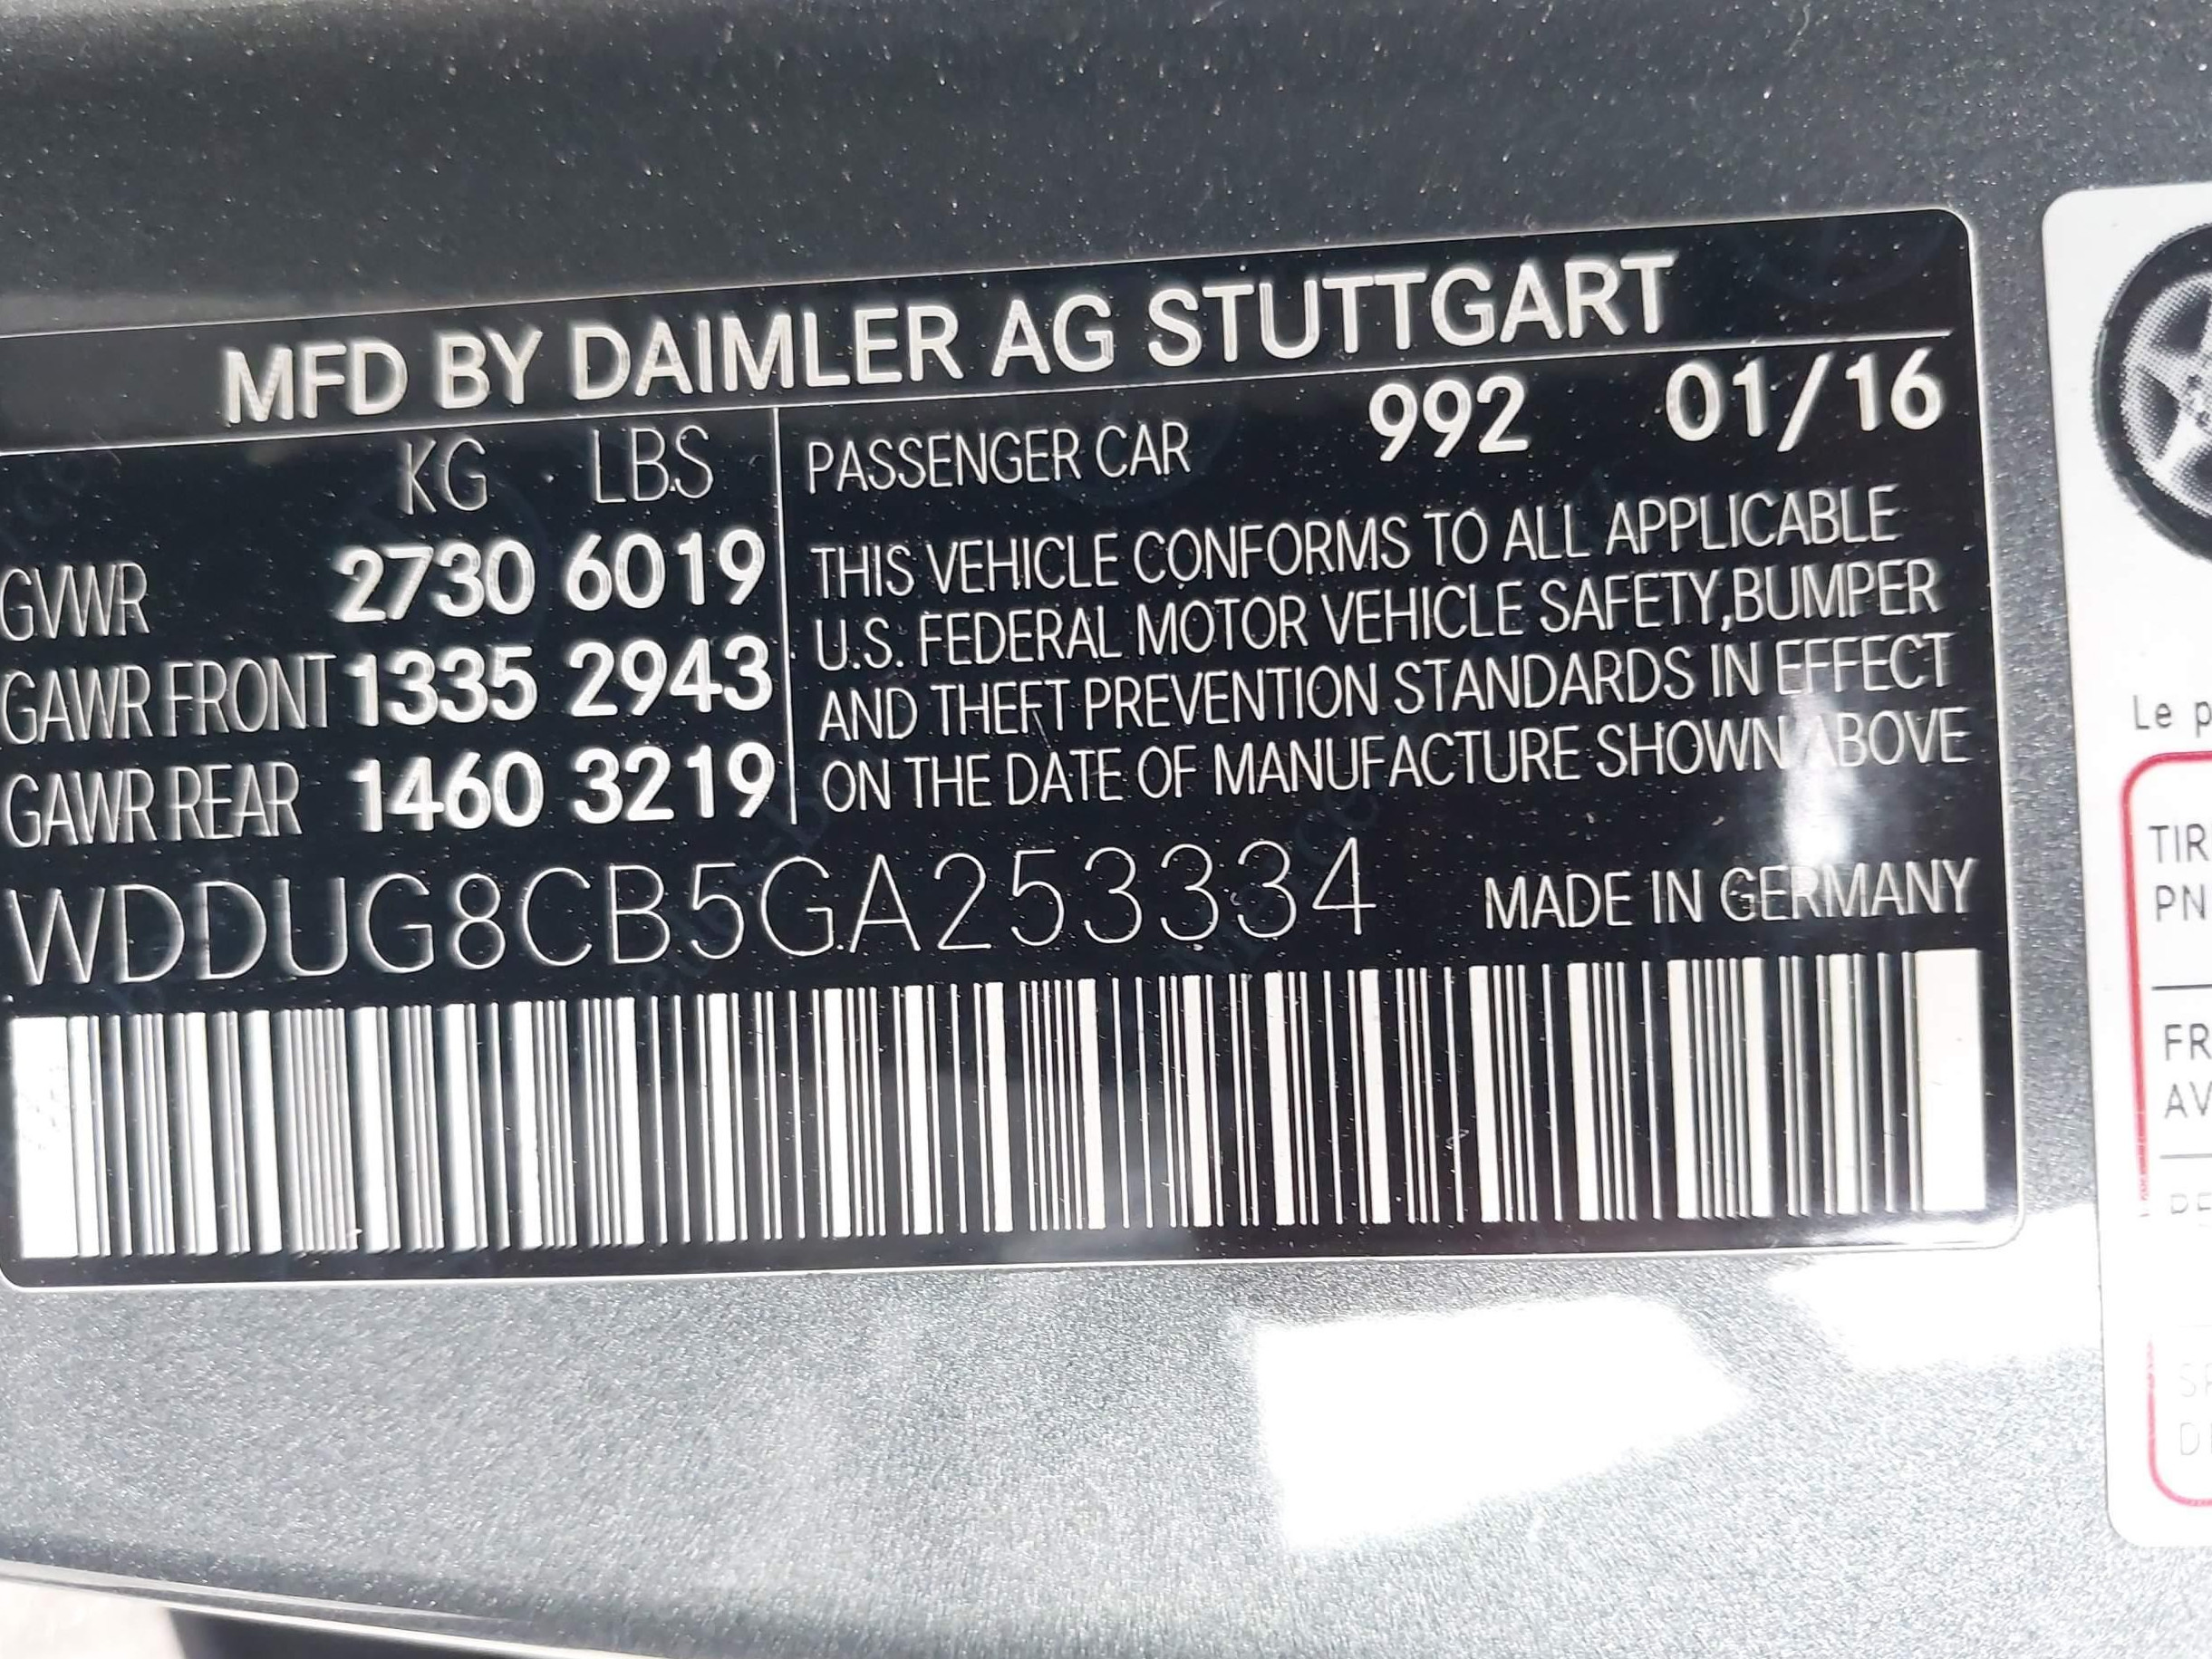 MFD BY DAIMLER AG STUTTGART
KG LBS
GVWR 2730 6019
GAWR FRONT 1335 2943
GAWR REAR 1460 3219
PASSENGER CAR 992 01/16
THIS VEHICLE CONFORMS TO ALL APPLICABLE
U.S. FEDERAL MOTOR VEHICLE SAFETY,BUMPER
AND THEFT PREVENTION STANDARDS IN EFFECT
ON THE DATE OF MANUFACTURE SHOWN ABOVE
WDDUG8CB5GA253334 MADE IN GERMANY
Le p
TIR
PN
FR
AV